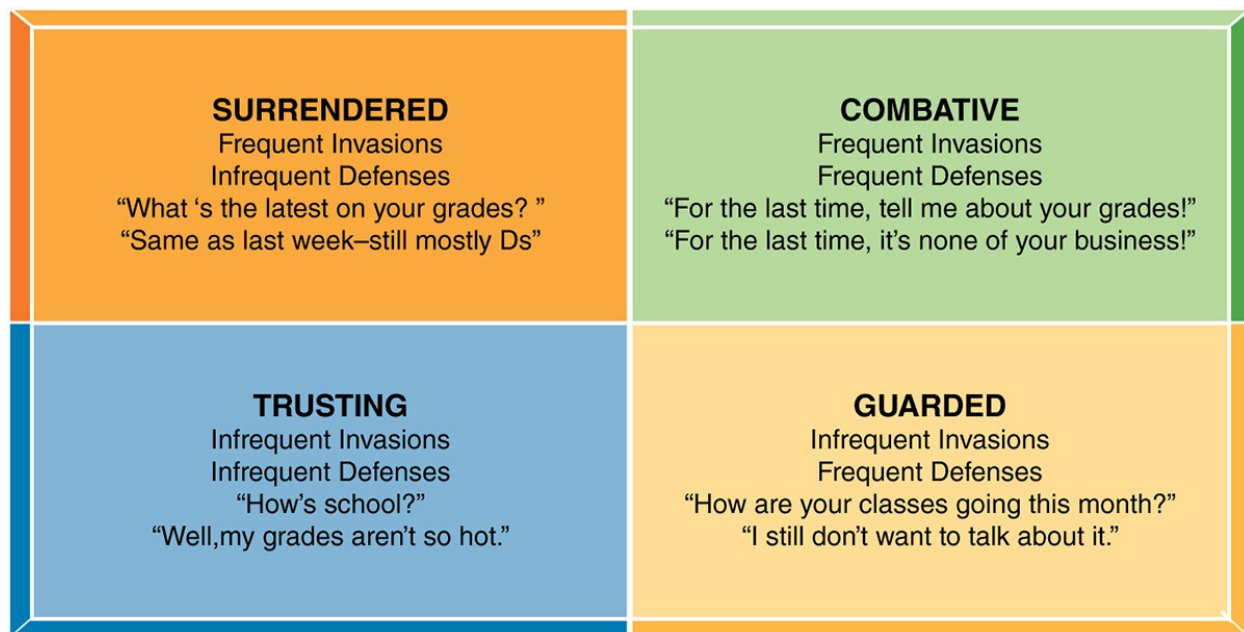 SURRENDERED
Frequent Invasions
Infrequent Defenses
“What ‘s the latest on your grades? ”
“Same as last week–still mostly Ds”
COMBATIVE
Frequent Invasions
Frequent Defenses
“For the last time, tell me about your grades!”
“For the last time, it’s none of your business!”
TRUSTING
Infrequent Invasions
Infrequent Defenses
“How’s school?”
“Well,my grades aren’t so hot.”
GUARDED
Infrequent Invasions
Frequent Defenses
“How are your classes going this month?”
“I still don’t want to talk about it.”